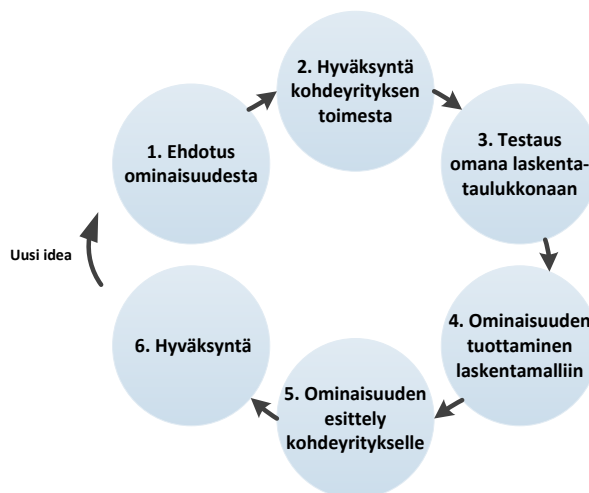 1. Ehdotus
ominaisuudesta
2. Hyväksyntä
kohdeyrityksen
toimesta
3. Testaus
omana laskenta-
taulukkonaan
4. Ominaisuuden
tuottaminen
laskentamalliin
5. Ominaisuuden
esittely
kohdeyritykselle
6. Hyväksyntä
Uusi idea